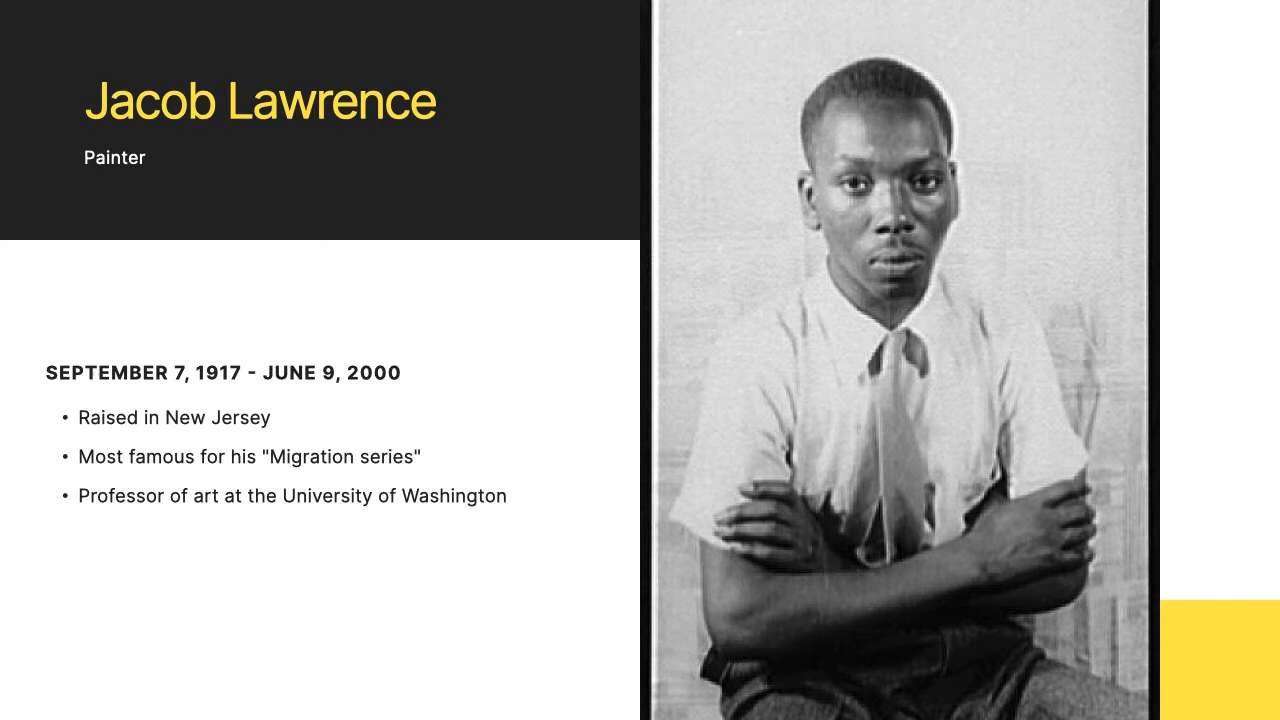 Jacob Lawrence
Painter
SEPTEMBER 7, 1917 - JUNE 9, 2000
• Raised in New Jersey
• Most famous for his "Migration series"
• Professor of art at the University of Washington